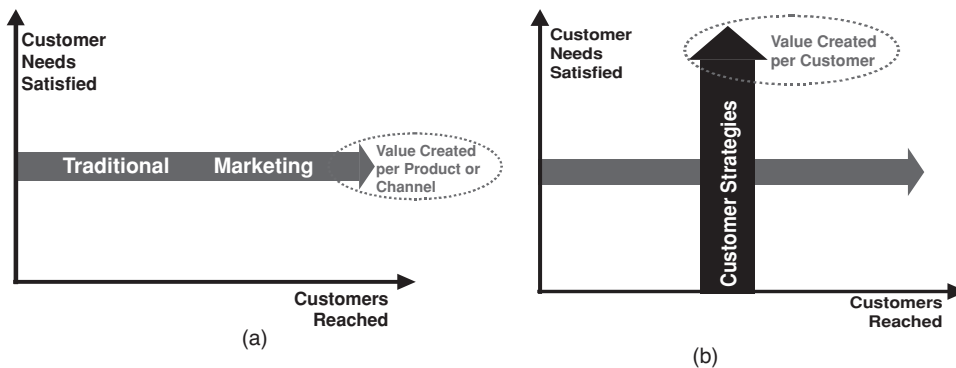 Customer
Needs
Satisfied
Traditional Marketing
Value Created
per Product or
Channel
Customers
Reached
(a)
Customer
Needs
Satisfied
Value Created
per Customer
Customer Strategies
Customers
Reached
(b)